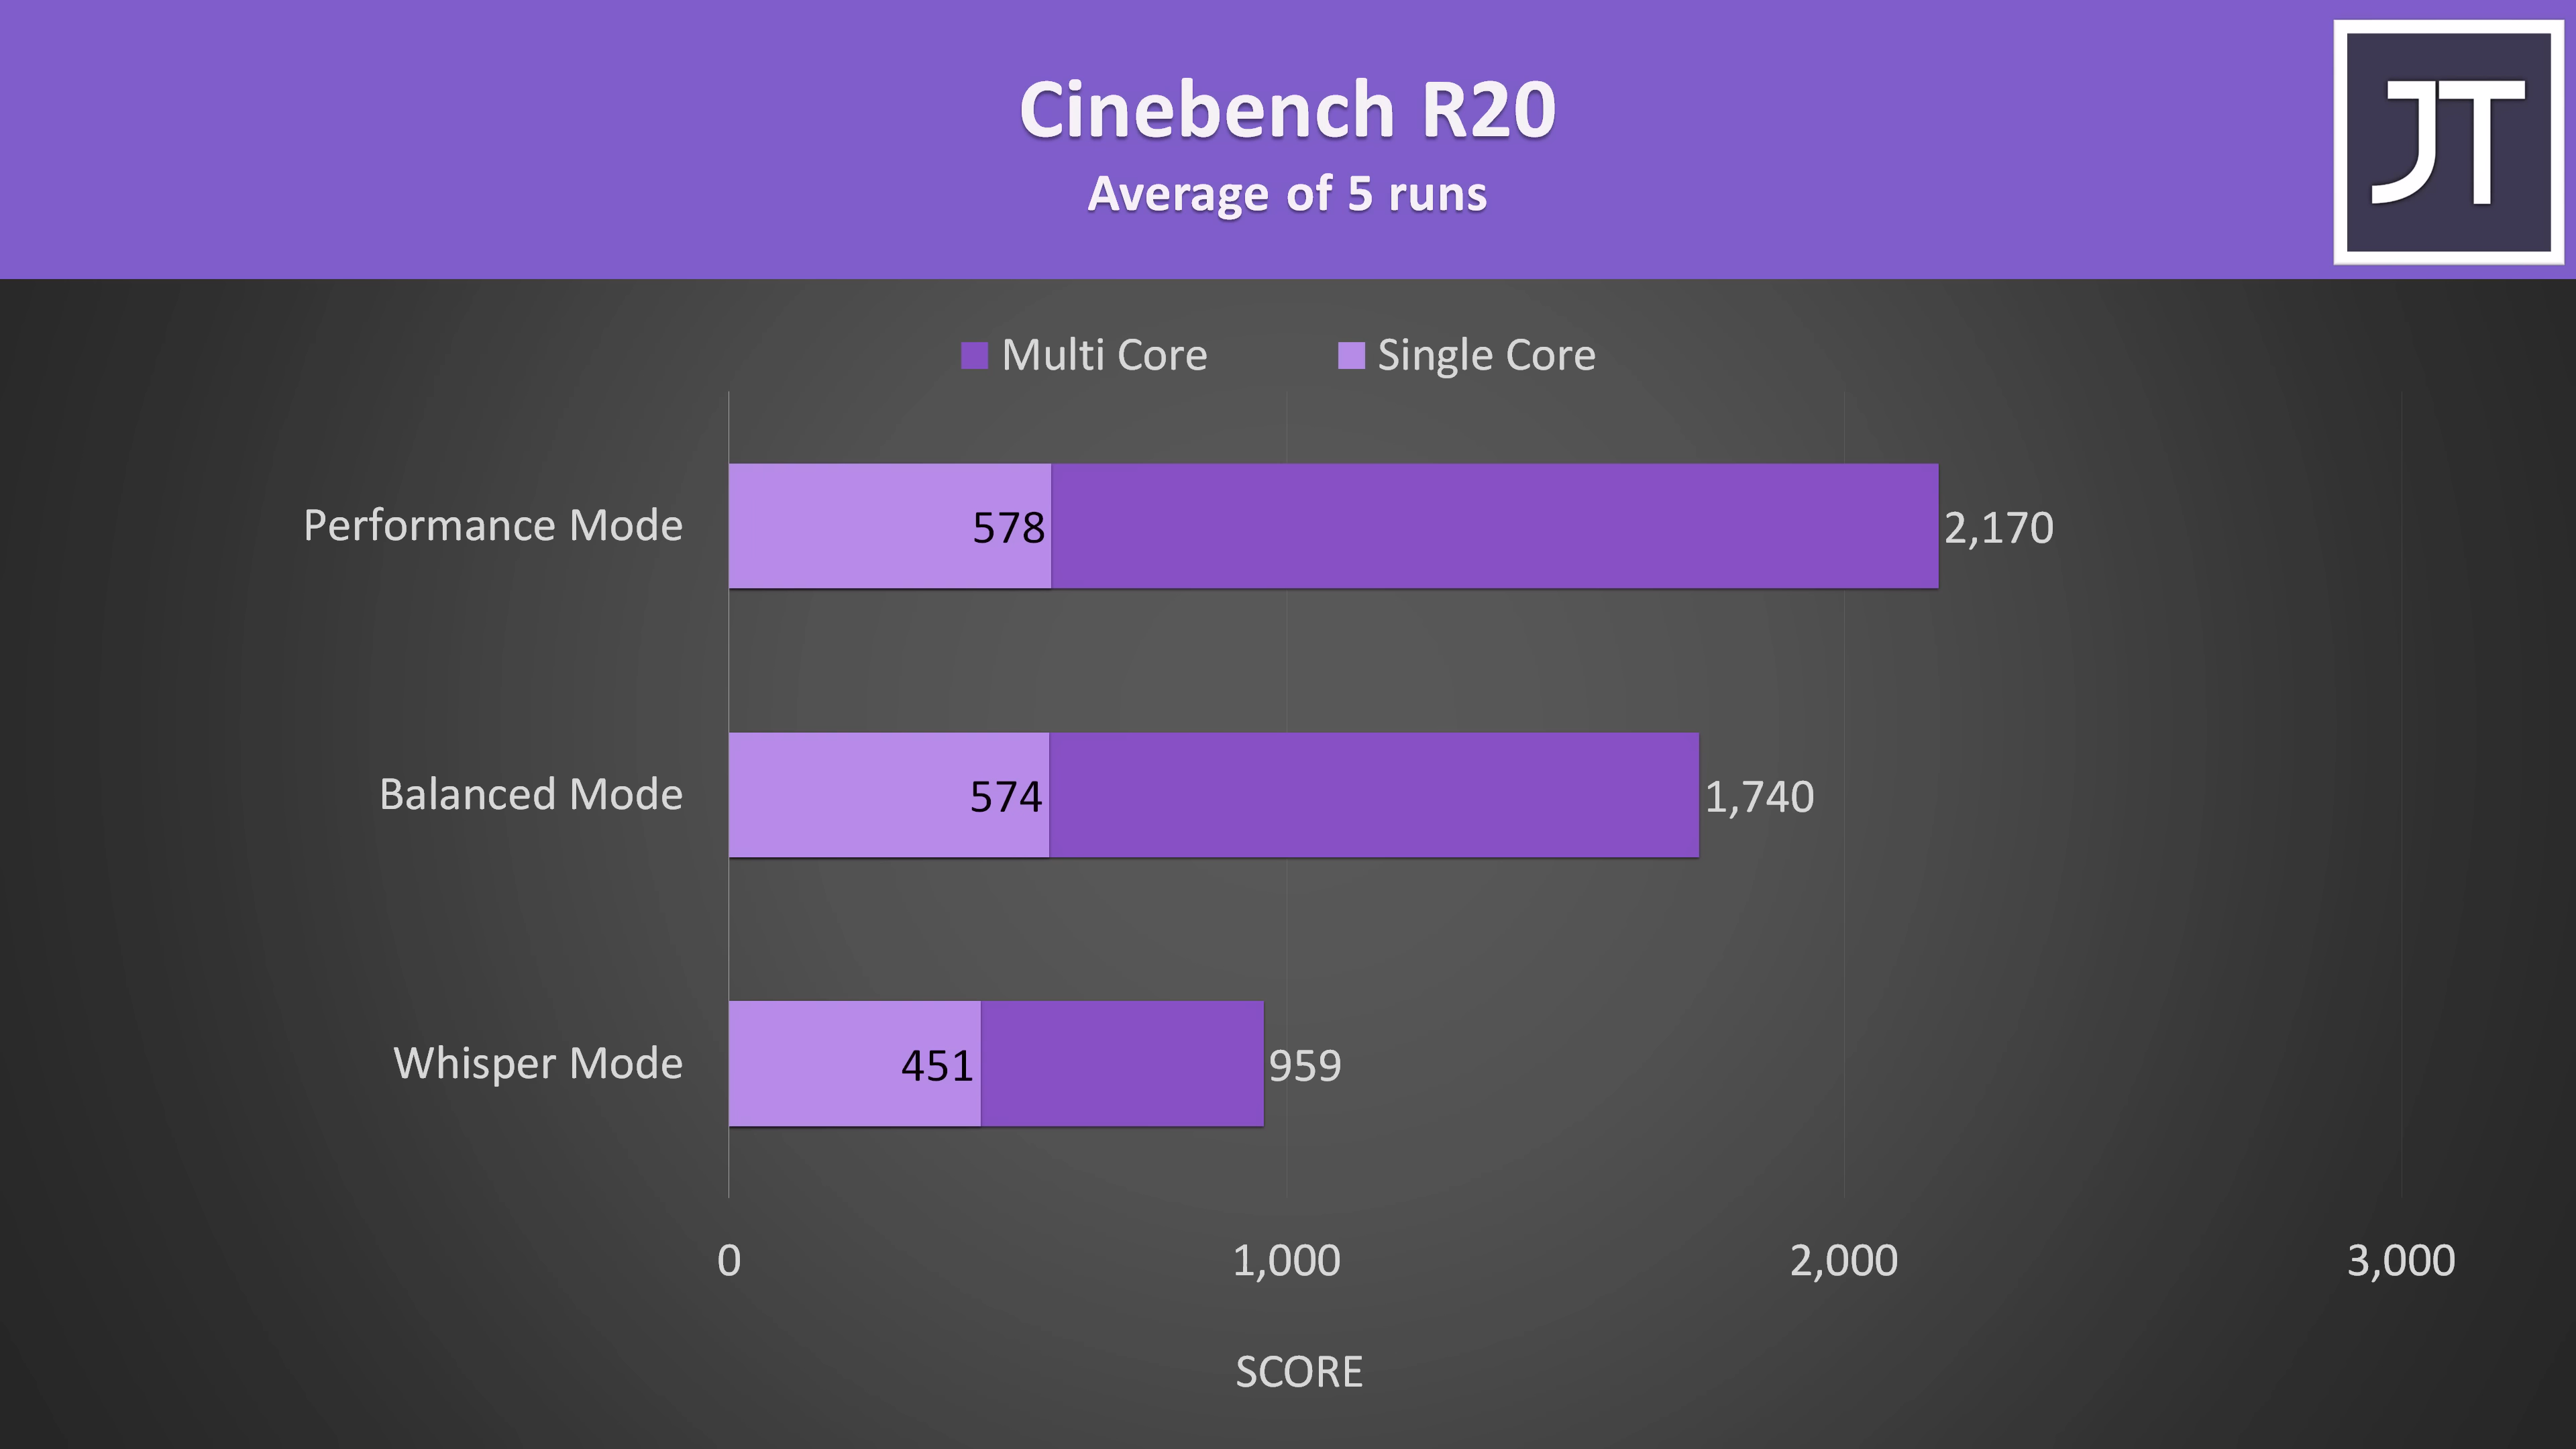 Cinebench R20
Average of 5 runs
JT
Multi Core
Single Core
Performance Mode
578
2,170
Balanced Mode
574
1,740
Whisper Mode
451
959
0
1,000
2,000
3,000
SCORE